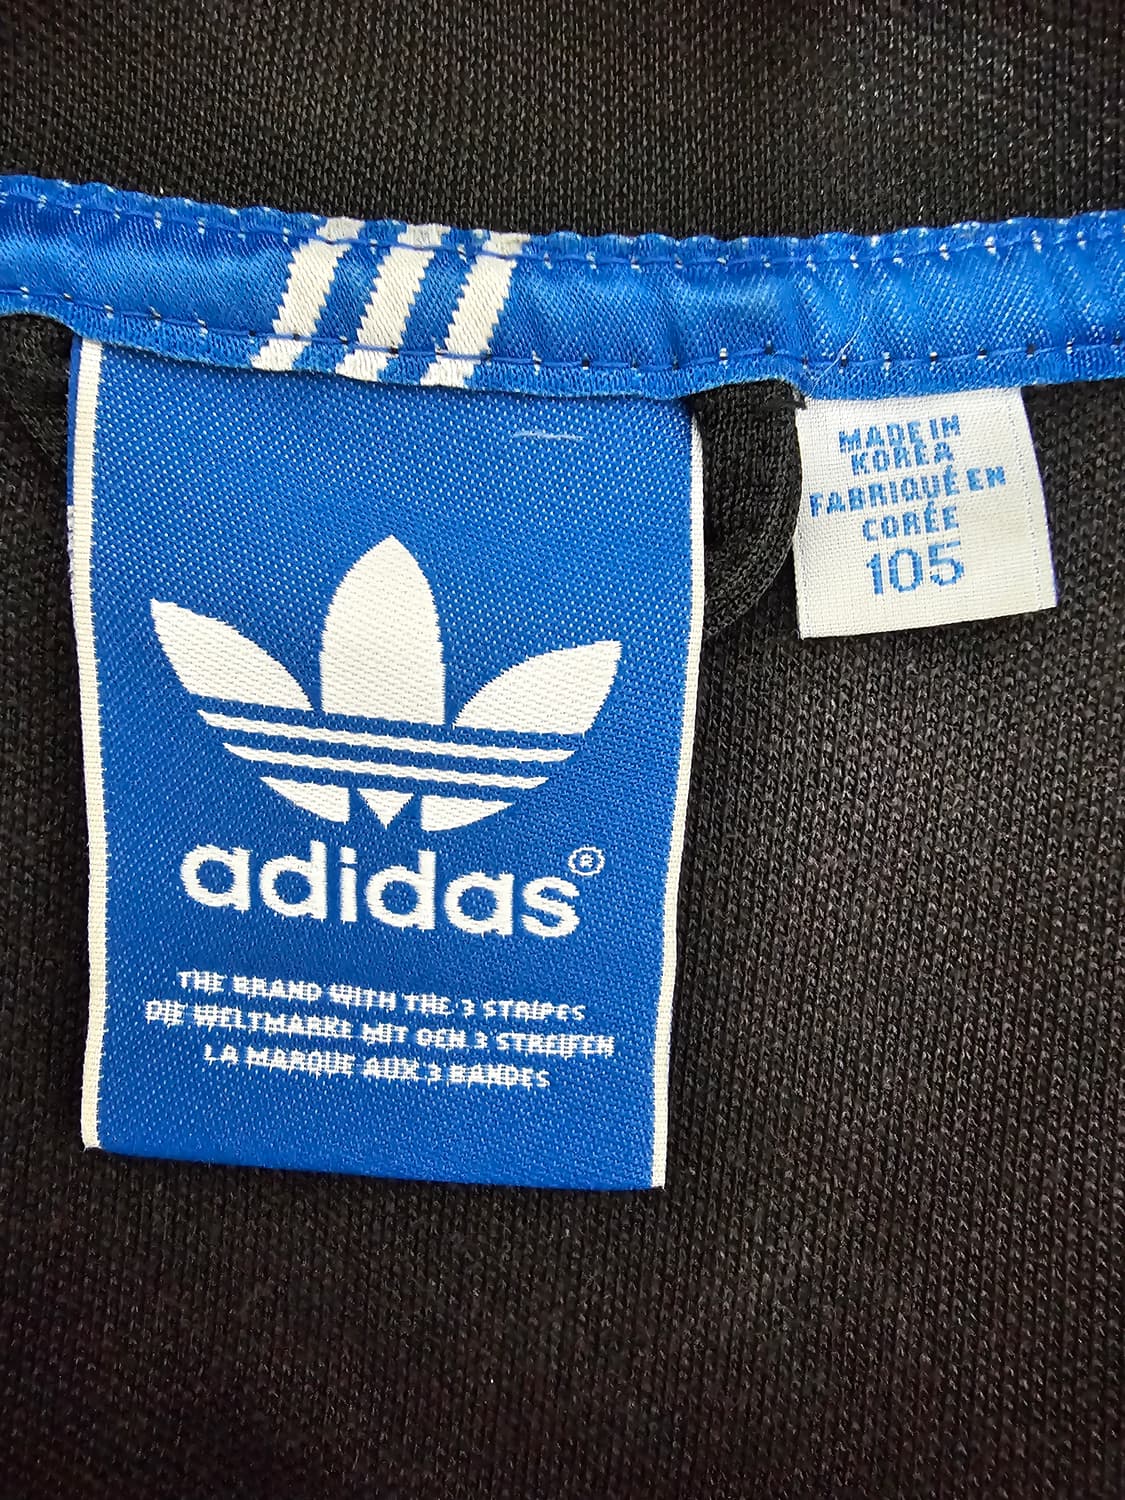 MADE IN
KOREA
FABRIQUÉ EN
CORÉE
105
adidas®
THE BRAND WITH THE 3 STRIPES
DIE WELTMARKE MIT DEN 3 STREIFEN
LA MARQUE AUX 3 BANDES